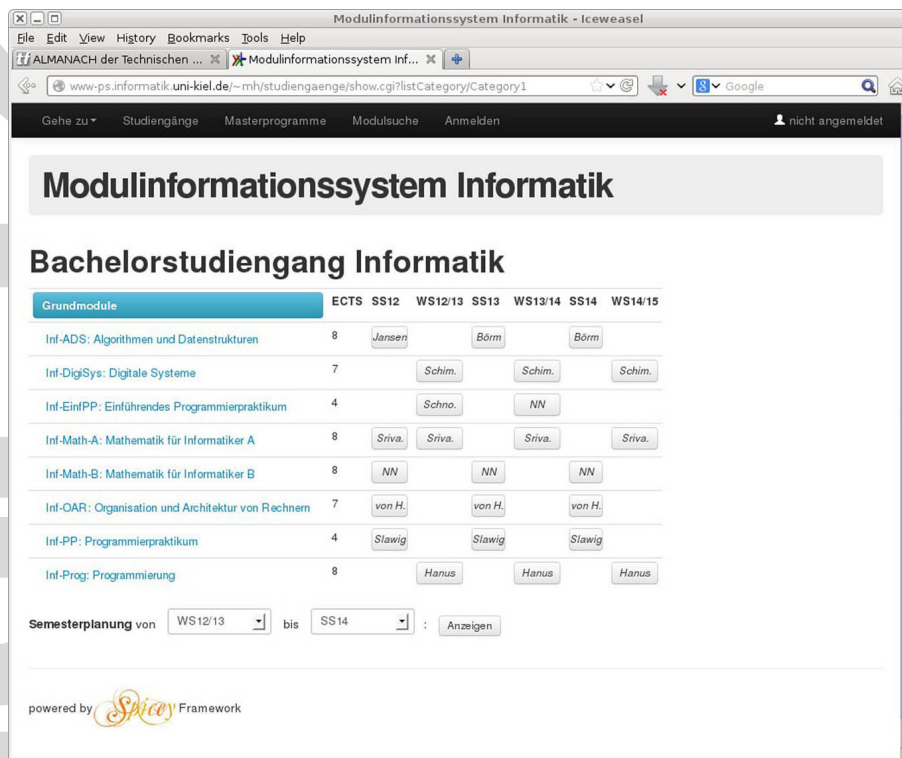 Modulinformationssystem Informatik - Iceweasel
File Edit View History Bookmarks Tools Help
ALMANACH der Technischen ... Modulinformationssystem Inf...
www-ps.informatik.uni-kiel.de/~mh/studiengaenge/show.cgi?listCategory/Category1 Google
Gehe zu Studiengänge Masterprogramme Modulsuche Anmelden nicht angemeldet
Modulinformationssystem Informatik
Bachelorstudiengang Informatik
Grundmodule ECTS SS12 WS12/13 SS13 WS13/14 SS14 WS14/15
Inf-ADS: Algorithmen und Datenstrukturen 8 Jansen Börm Börm
Inf-DigiSys: Digitale Systeme 7 Schim. Schim. Schim.
Inf-EinfPP: Einführendes Programmierpraktikum 4 Schno. NN
Inf-Math-A: Mathematik für Informatiker A 8 Sriva. Sriva. Sriva. Sriva.
Inf-Math-B: Mathematik für Informatiker B 8 NN NN NN
Inf-OAR: Organisation und Architektur von Rechnern 7 von H. von H. von H.
Inf-PP: Programmierpraktikum 4 Slawig Slawig Slawig
Inf-Prog: Programmierung 8 Hanus Hanus Hanus
Semesterplanung von WS12/13 bis SS14 : Anzeigen
powered by Spicey Framework